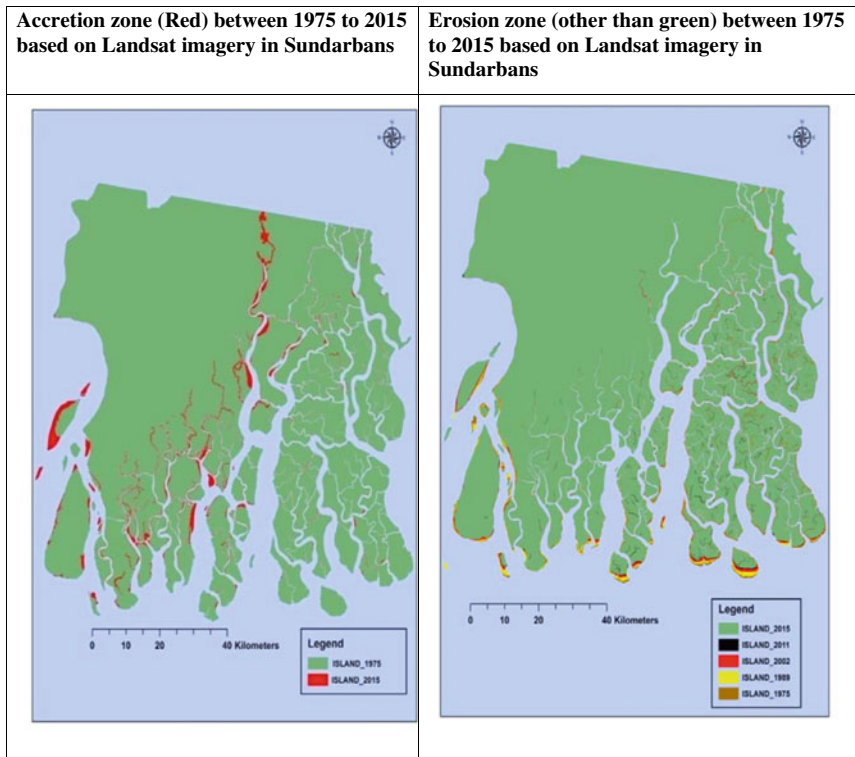 Accretion zone (Red) between 1975 to 2015
based on Landsat imagery in Sundarbans
Erosion zone (other than green) between 1975
to 2015 based on Landsat imagery in
Sundarbans
N
0 10 20 40 Kilometers
Legend
ISLAND_1975
ISLAND_2015
N
0 10 20 40 Kilometers
Legend
ISLAND_2015
ISLAND_2011
ISLAND_2002
ISLAND_1989
ISLAND_1975